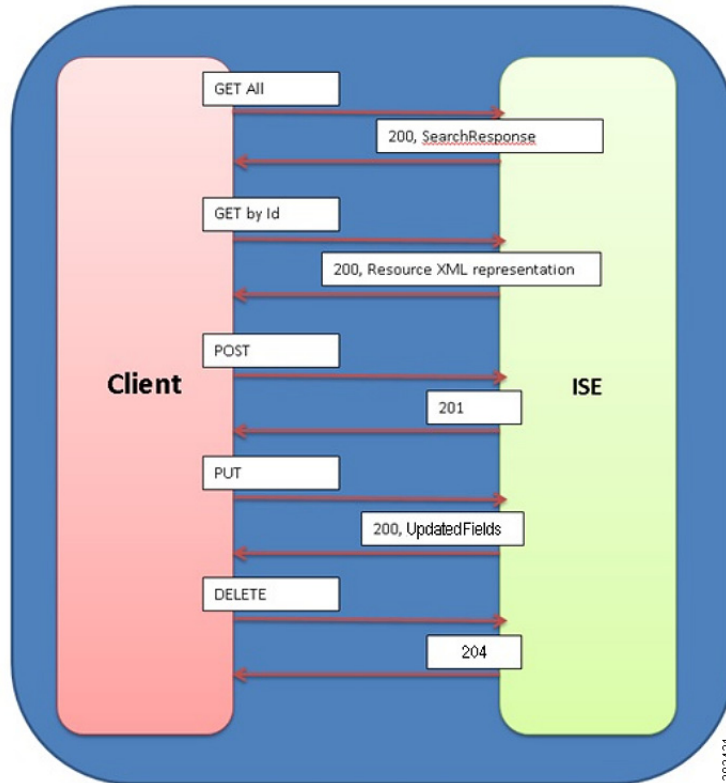 GET All
200, SearchResponse
GET by Id
200, Resource XML representation
POST
Client
ISE
201
PUT
200, UpdatedFields
DELETE
204